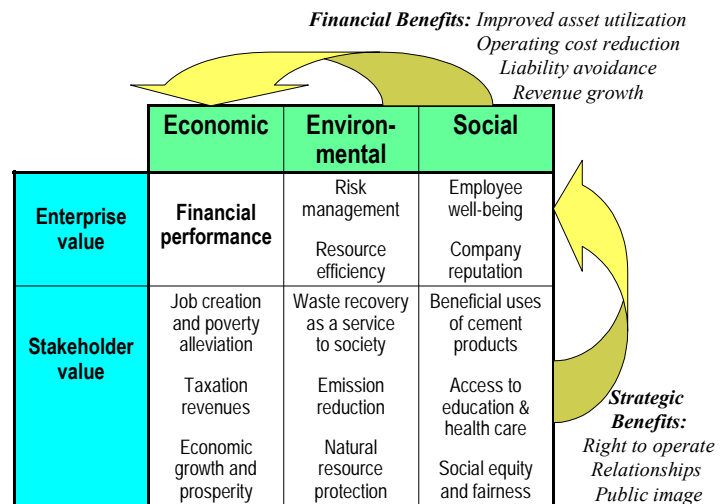 Financial Benefits: Improved asset utilization
Operating cost reduction
Liability avoidance
Revenue growth
Economic
Environ-
mental
Social
Enterprise
value
Financial
performance
Risk
management
Resource
efficiency
Employee
well-being
Company
reputation
Stakeholder
value
Job creation
and poverty
alleviation
Taxation
revenues
Economic
growth and
prosperity
Waste recovery
as a service
to society
Emission
reduction
Natural
resource
protection
Beneficial uses
of cement
products
Access to
education &
health care
Social equity
and fairness
Strategic
Benefits:
Right to operate
Relationships
Public image